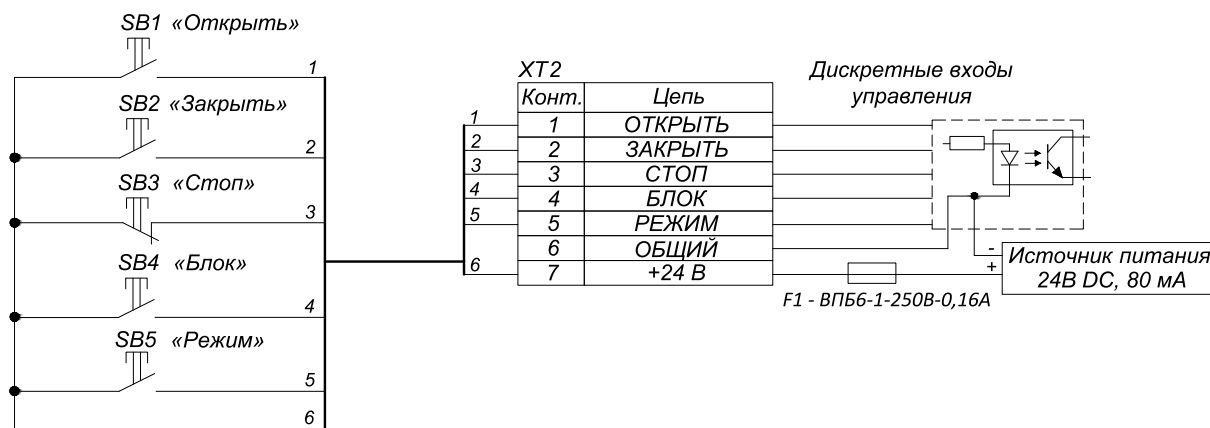 SB1 «Открыть»
1
SB2 «Закрыть»
2
SB3 «Стоп»
3
SB4 «Блок»
4
SB5 «Режим»
5
6
XT2
Конт. Цепь
1 1 ОТКРЫТЬ
2 2 ЗАКРЫТЬ
3 3 СТОП
4 4 БЛОК
5 5 РЕЖИМ
6 ОБЩИЙ
6 7 +24 В
Дискретные входы
управления
F1 - ВПБ6-1-250В-0,16А
-
+
Источник питания
24В DC, 80 мА